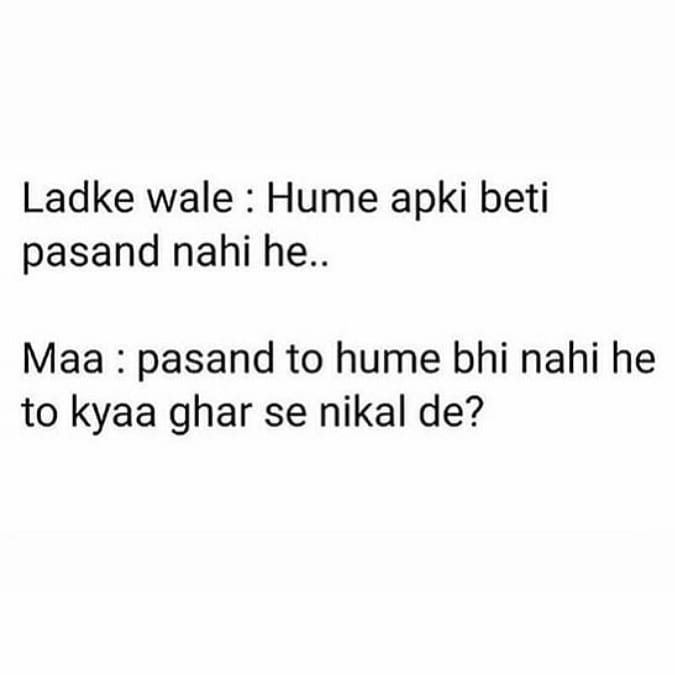 Ladke wale : Hume apki beti
pasand nahi he..
Maa : pasand to hume bhi nahi he
to kyaa ghar se nikal de?